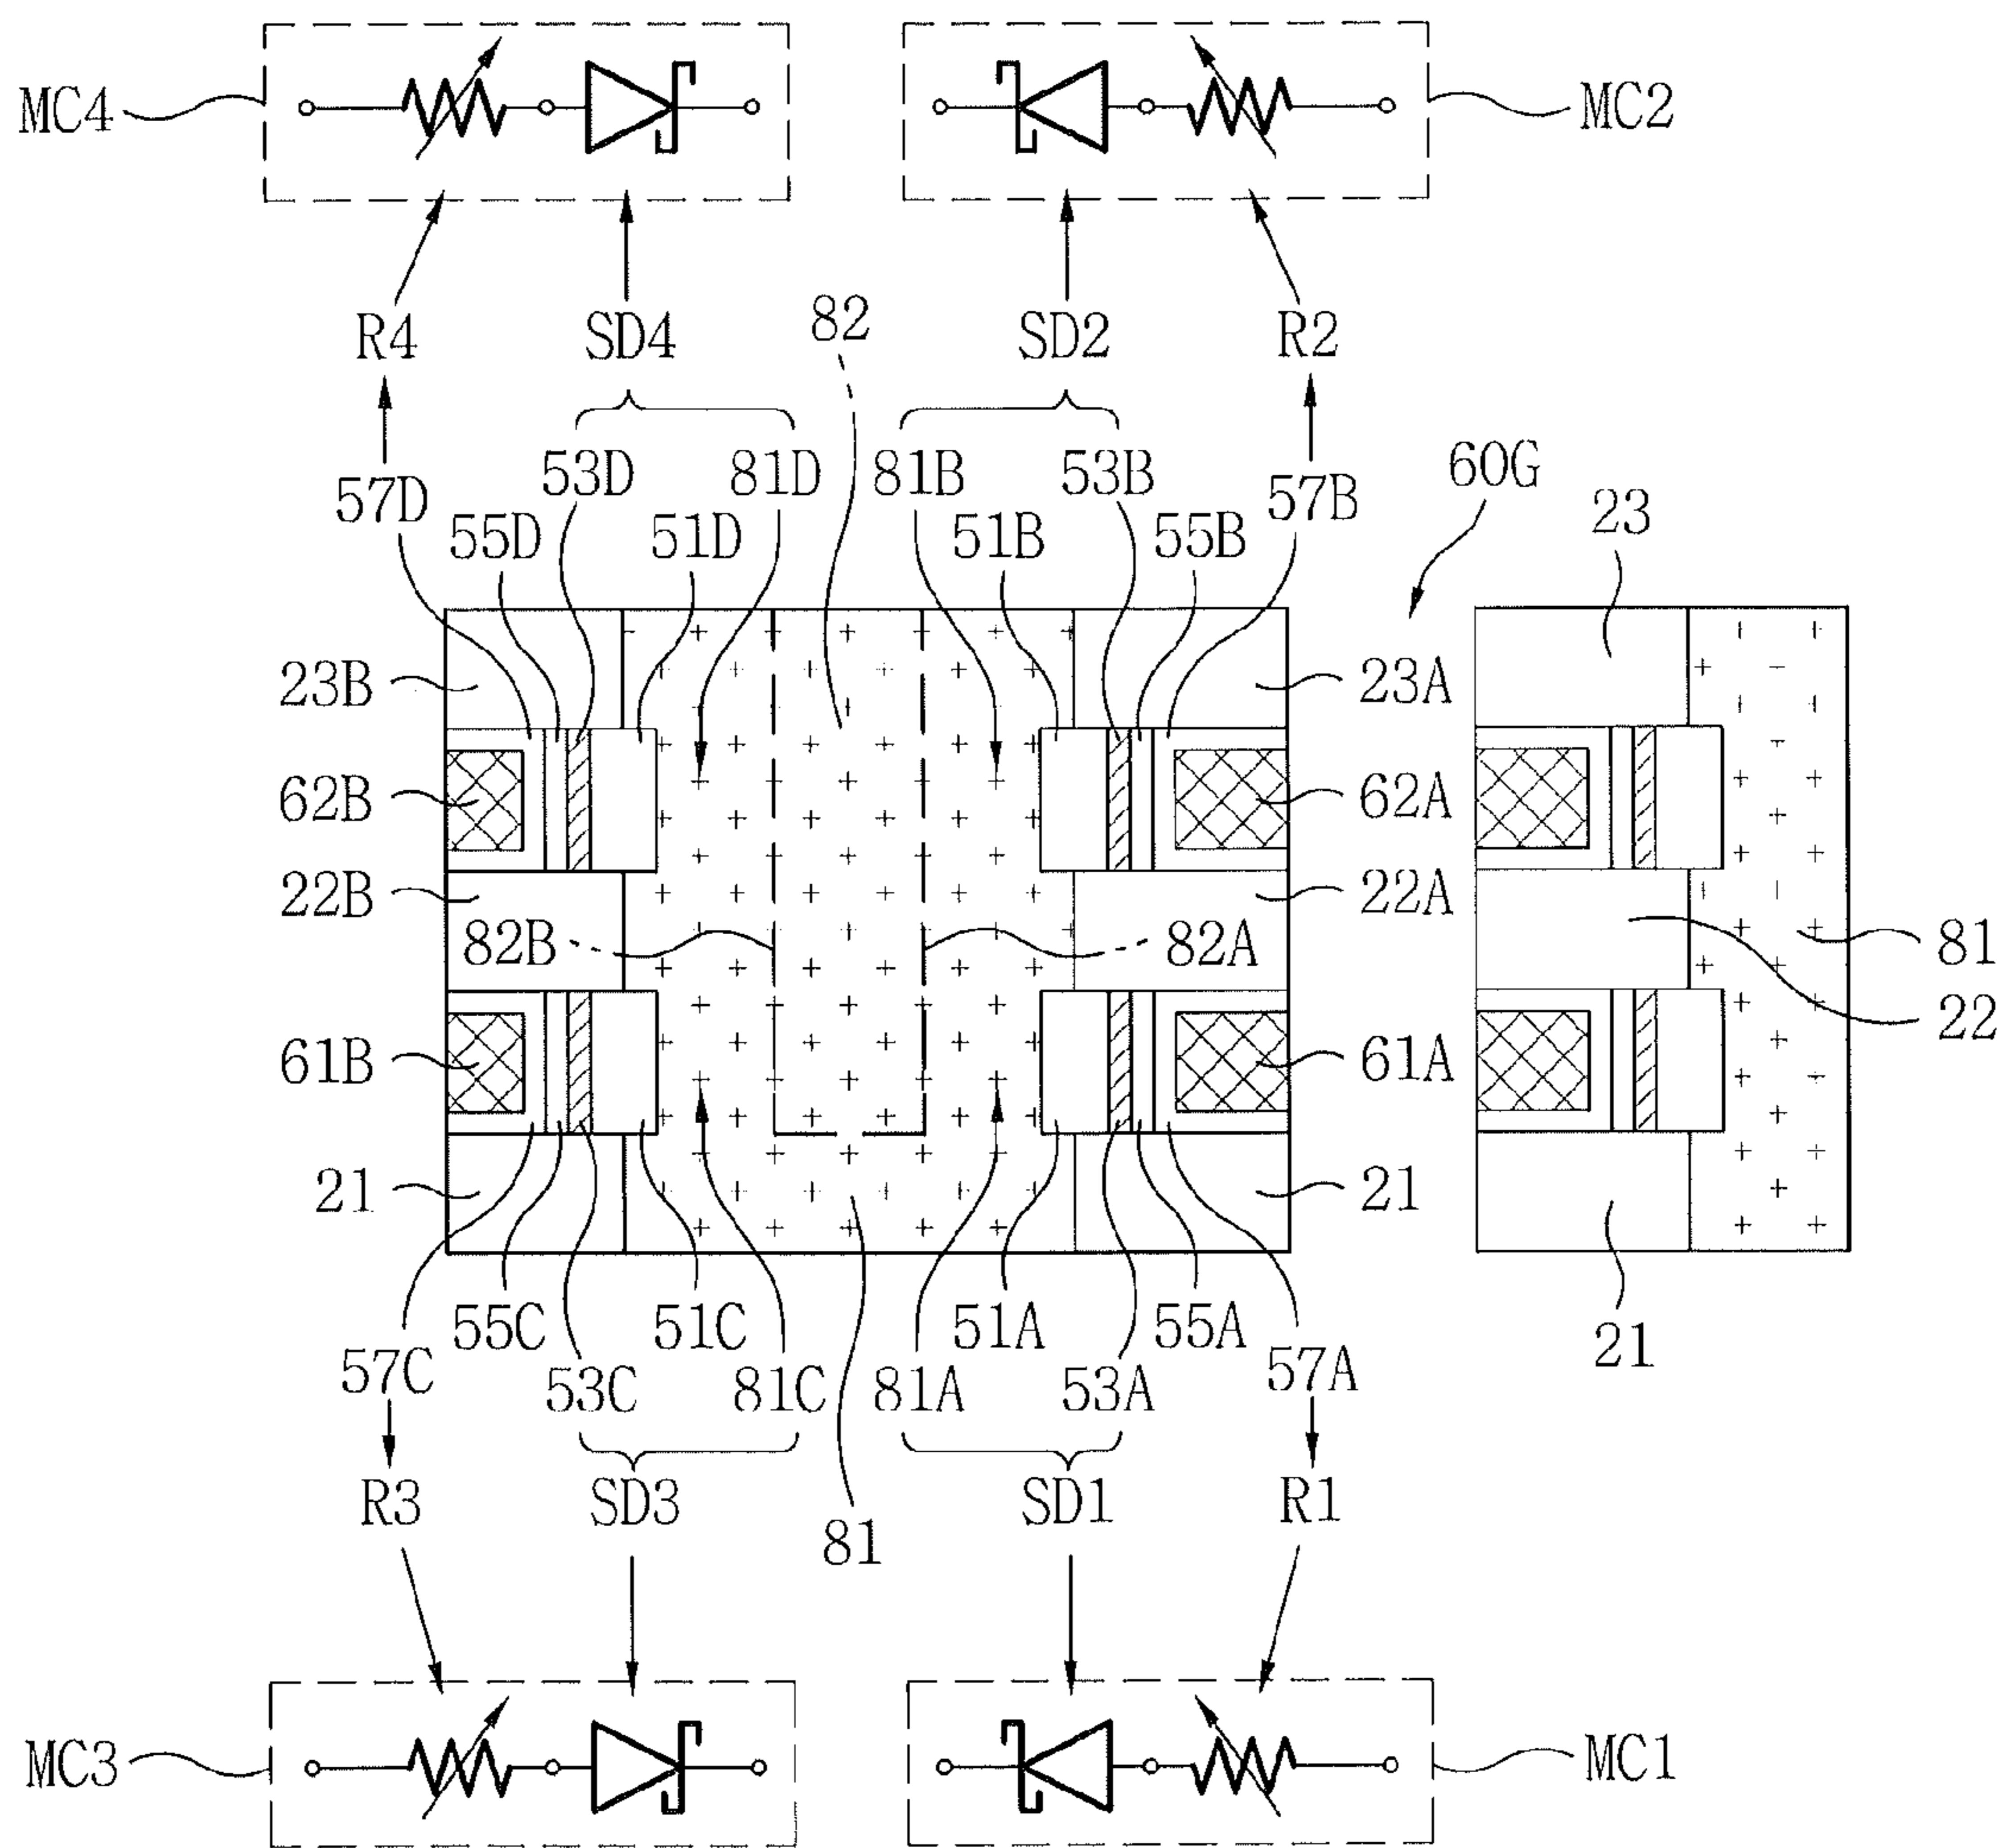 MC4
MC2
R4
SD4
82
SD2
R2
57D
53D
81D
81B
53B
57B
60G
55D
51D
51B
55B
23
23B
23A
62B
62A
22B
22A
82B
82A
81
22
61B
61A
21
21
21
57C
55C
53C
51C
81C
81A
51A
53A
55A
57A
R3
SD3
81
SD1
R1
MC3
MC1